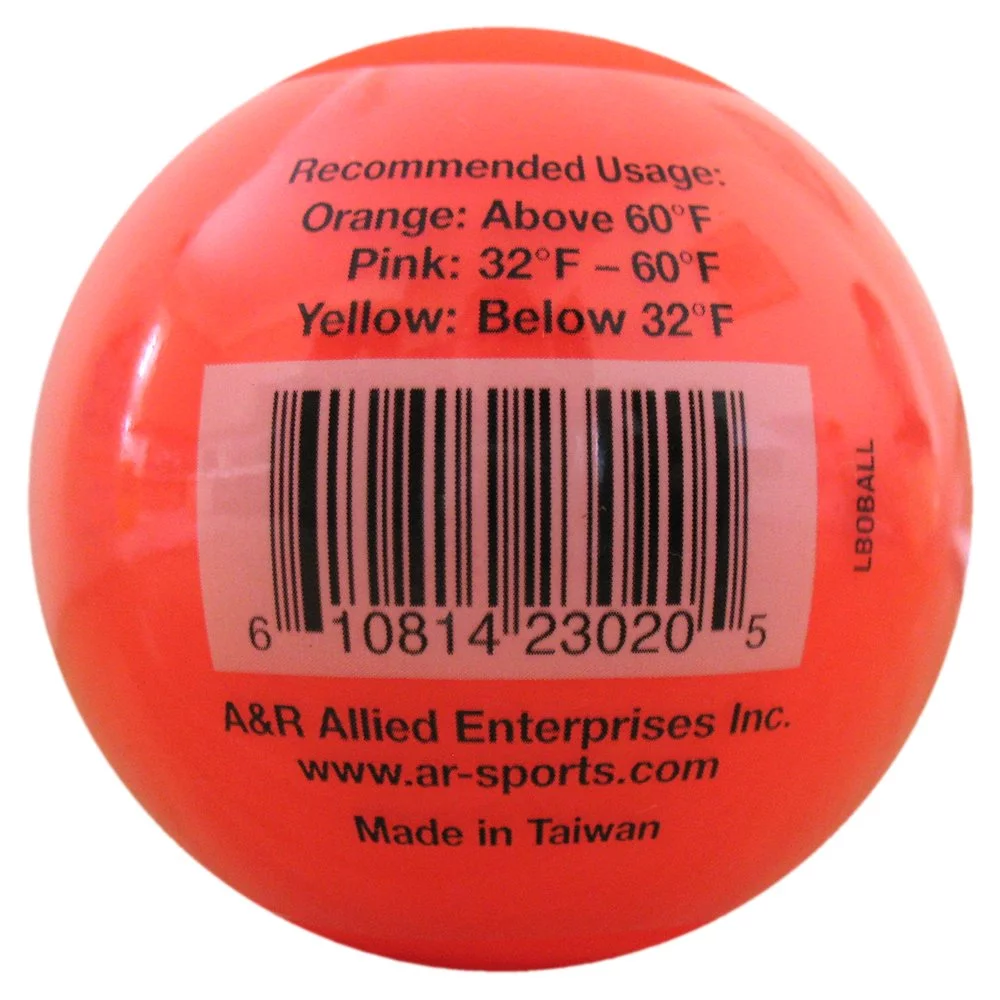 Recommended Usage:
Orange: Above 60°F
Pink: 32°F – 60°F
Yellow: Below 32°F
LBOBALL
6 10814 23020 5
A&R Allied Enterprises Inc.
www.ar-sports.com
Made in Taiwan